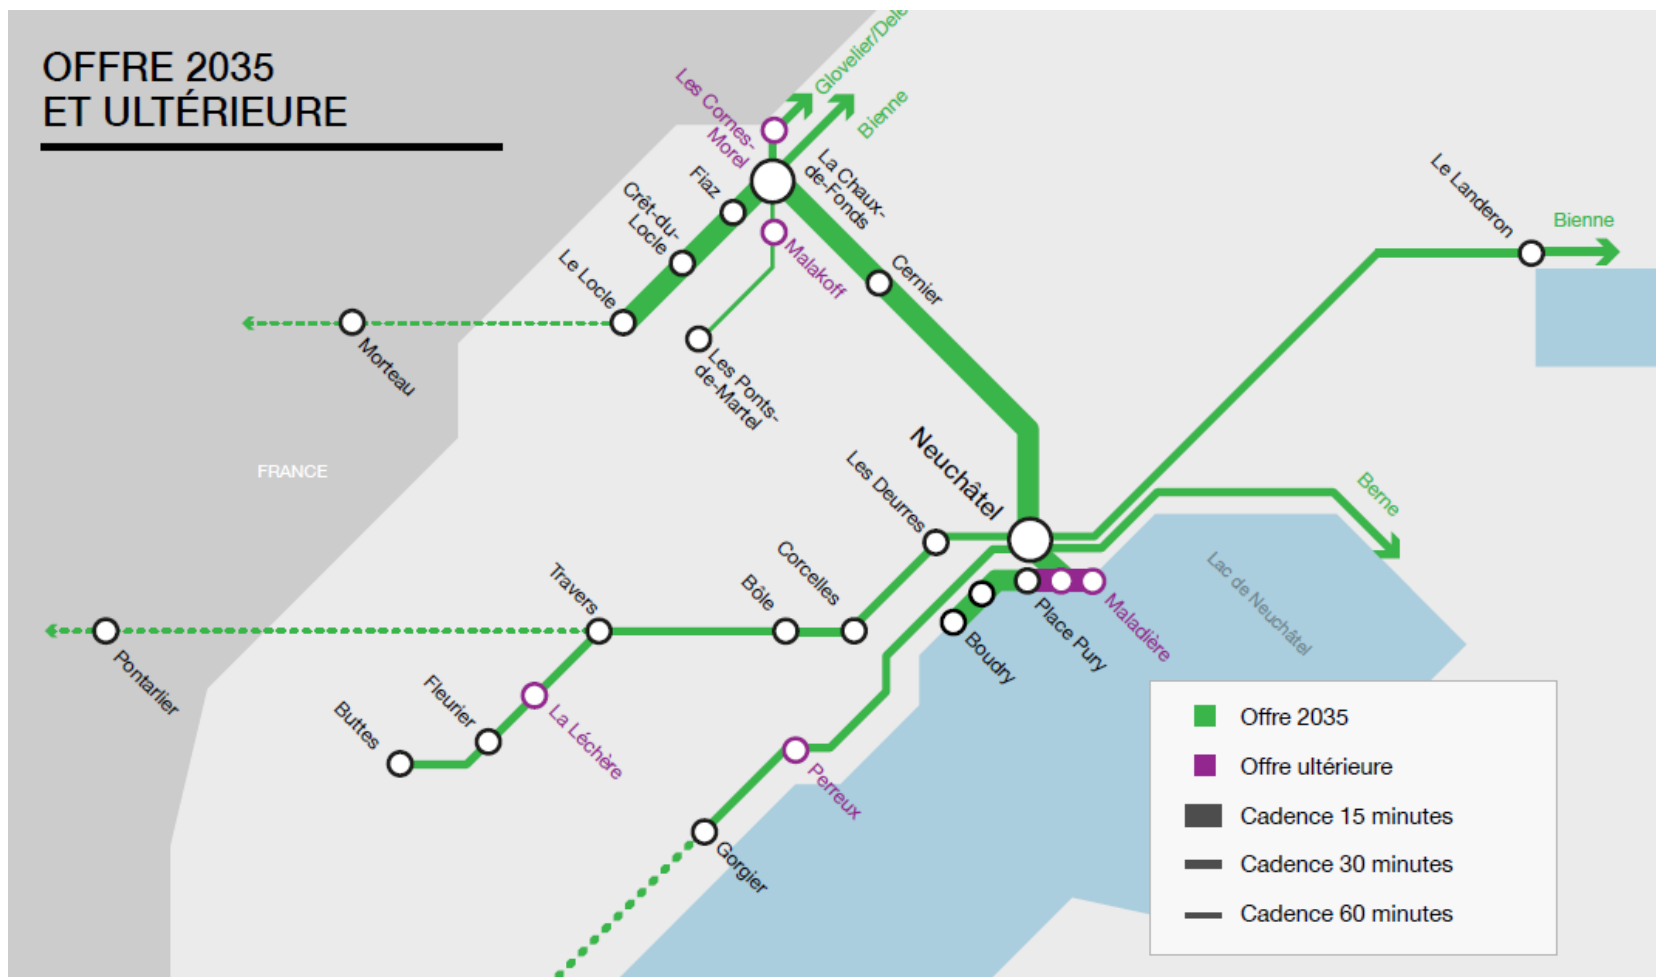 OFFRE 2035
ET ULTÉRIEURE
Glovelier/Delé
Bienne
Les Cornes-
Morel
La Chaux-
de-Fonds
Fiaz
Crêt-du-
Locle
Le Locle
Malakoff
Cernier
Le Landeron
Bienne
Morteau
Les Ponts-
de-Martel
FRANCE
Neuchâtel
Les Deurres
Berne
Corcelles
Bôle
Travers
Lac de Neuchâtel
Place Pury
Maladière
Boudry
Pontarlier
Fleurier
Buttes
La Léchère
Perreux
Gorgier
Offre 2035
Offre ultérieure
Cadence 15 minutes
Cadence 30 minutes
Cadence 60 minutes